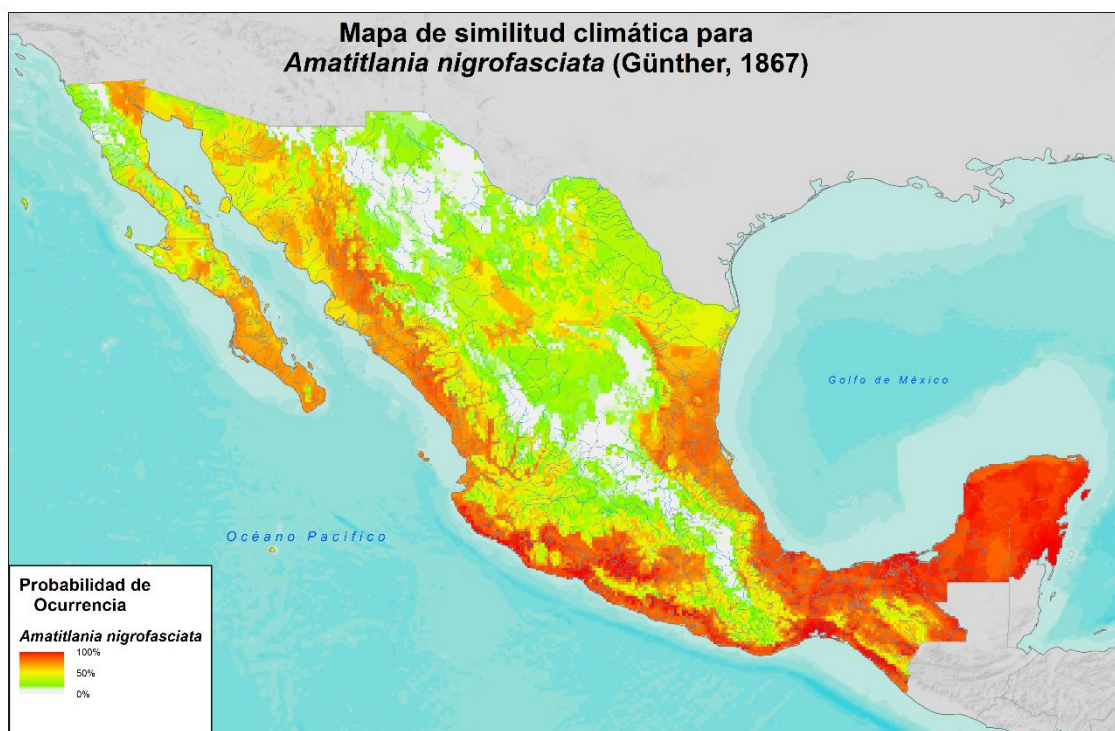 Mapa de similitud climática para
Amatitlania nigrofasciata (Günther, 1867)
Golfo de México
Océano Pacífico
Probabilidad de
Ocurrencia
Amatitlania nigrofasciata
100%
50%
0%